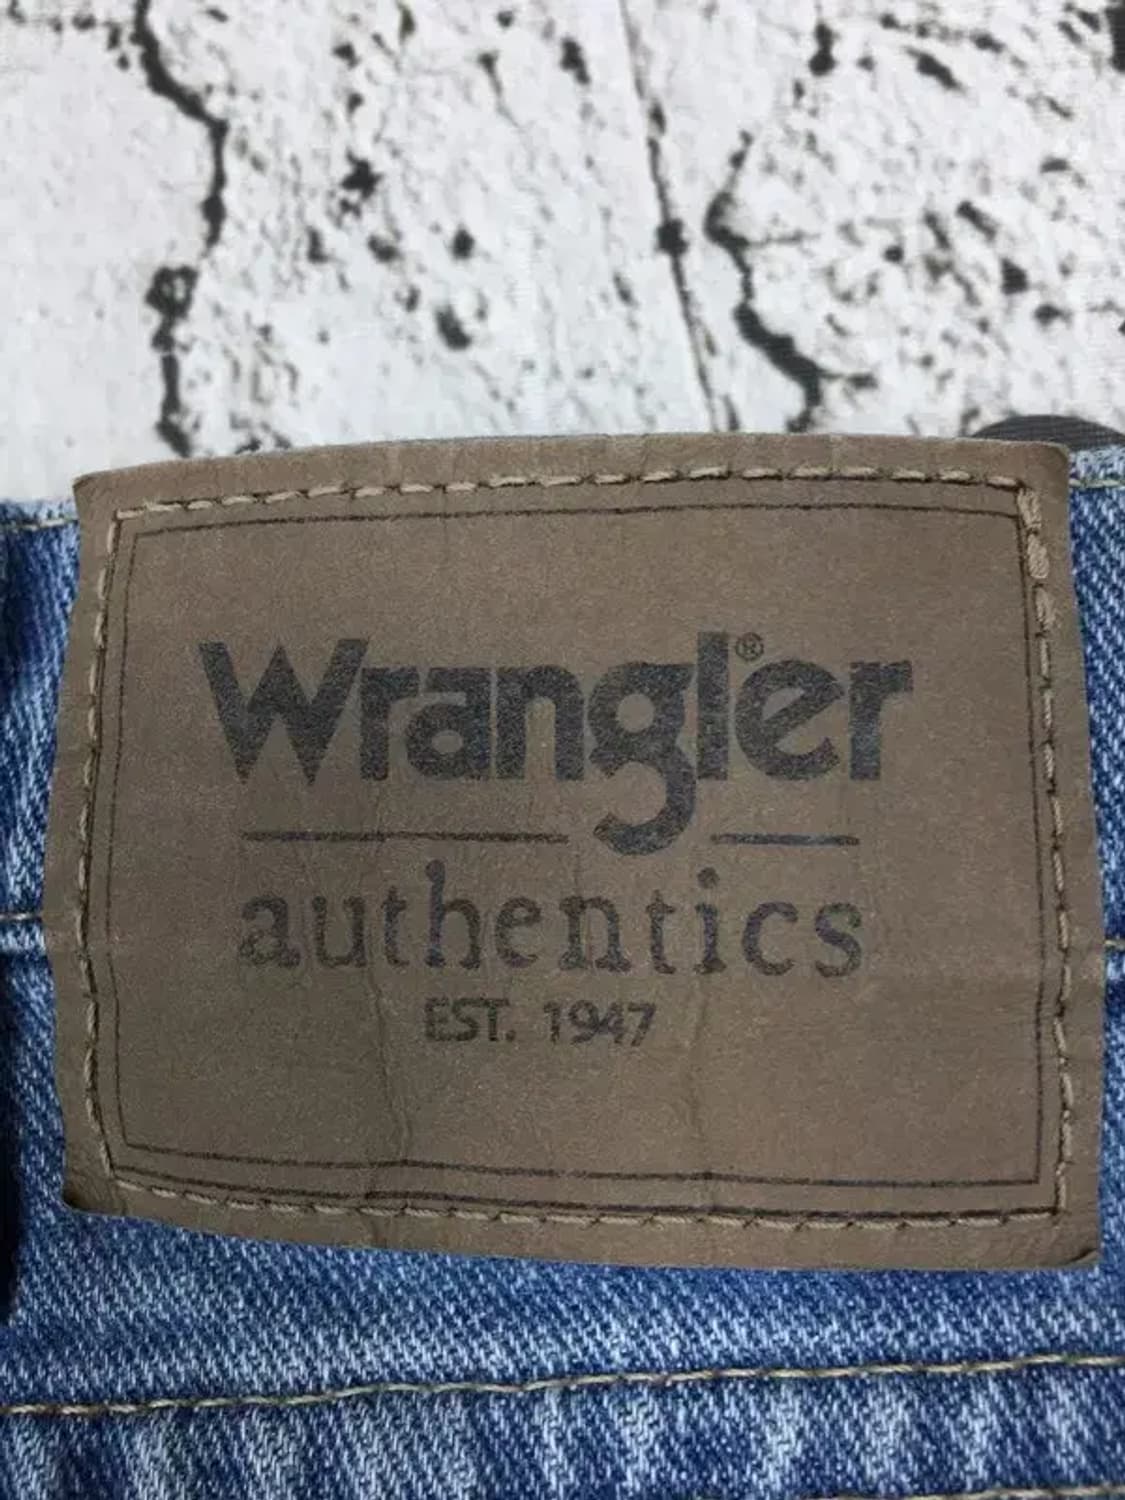 Wrangler®
authentics
EST. 1947